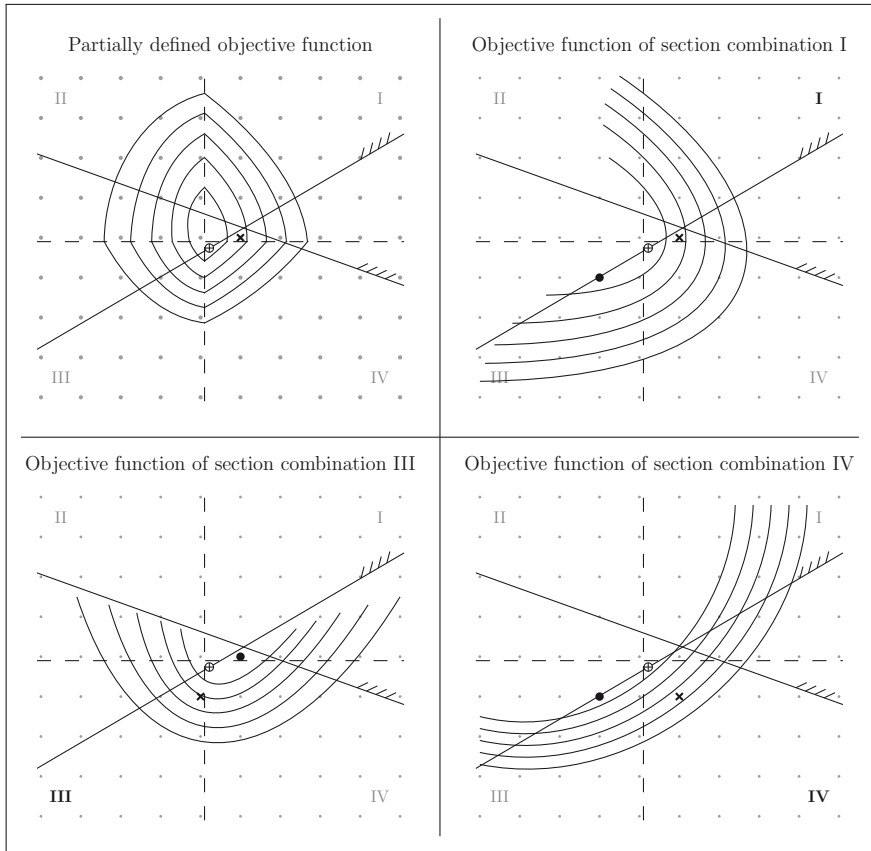 Partially defined objective function
II
I
III
IV
Objective function of section combination I
II
I
III
IV
Objective function of section combination III
II
I
III
IV
Objective function of section combination IV
II
I
III
IV